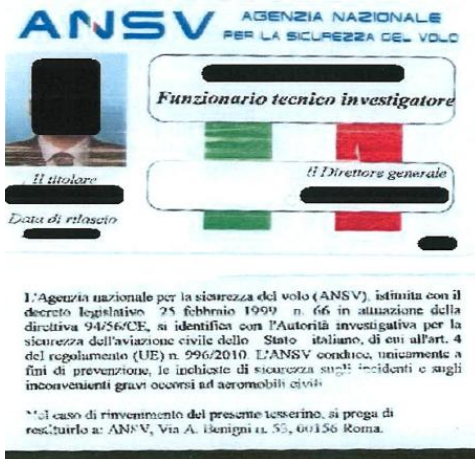 ANSV AGENZIA NAZIONALE
PER LA SICUREZZA DEL VOLO
Funzionario tecnico investigatore
Il titolare
Il Direttore generale
Data di rilascio
L'Agenzia nazionale per la sicurezza del volo (ANSV), istituita con il
decreto legislativo 25 febbraio 1999 n. 66 in attuazione della
direttiva 94/56/CE, si identifica con l'Autorità investigativa per la
sicurezza dell'aviazione civile dello Stato italiano, di cui all'art. 4
del regolamento (UE) n. 996/2010. L'ANSV conduce, unicamente a
fini di prevenzione, le inchieste di sicurezza sugli incidenti e sugli
inconvenienti gravi occorsi ad aeromobili civili
Nel caso di rinvenimento del presente tesserino, si prega di
restituirlo a: ANSV, Via A. Benigni n. 53, 00156 Roma.